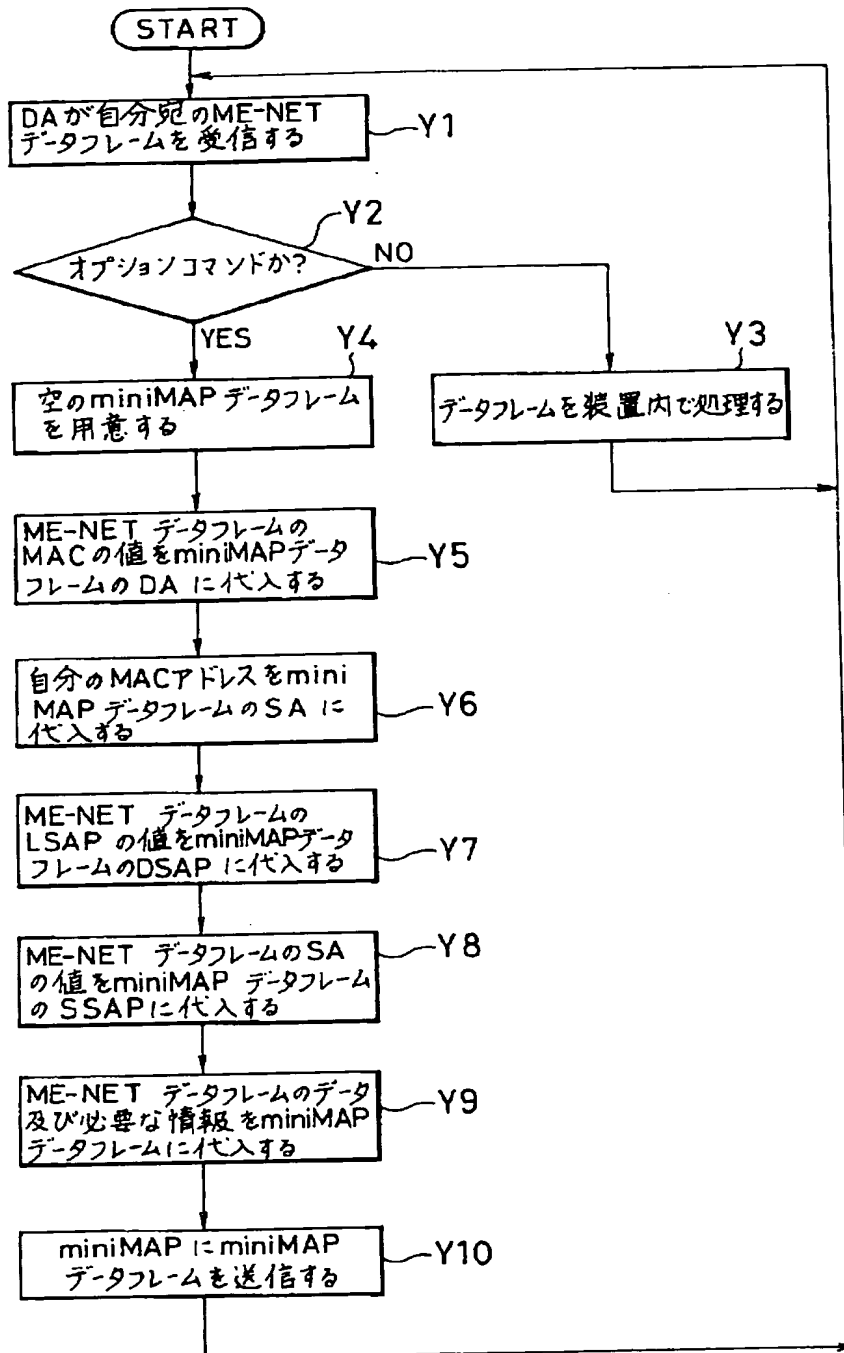 START
DAが自分宛のME-NET
データフレームを受信する
Y1
Y2
オプションコマンドか?
NO
YES
Y4
空のminiMAPデータフレーム
を用意する
Y3
データフレームを装置内で処理する
ME-NET データフレームの
MACの値をminiMAPデータ
フレームのDAに代入する
Y5
自分のMACアドレスをmini
MAPデータフレームのSAに
代入する
Y6
ME-NET データフレームの
LSAPの値をminiMAPデータ
フレームのDSAPに代入する
Y7
ME-NET データフレームのSA
の値をminiMAP データフレーム
のSSAPに代入する
Y8
ME-NET データフレームのデータ
及び必要な情報をminiMAP
データフレームに代入する
Y9
miniMAPにminiMAP
データフレームを送信する
Y10